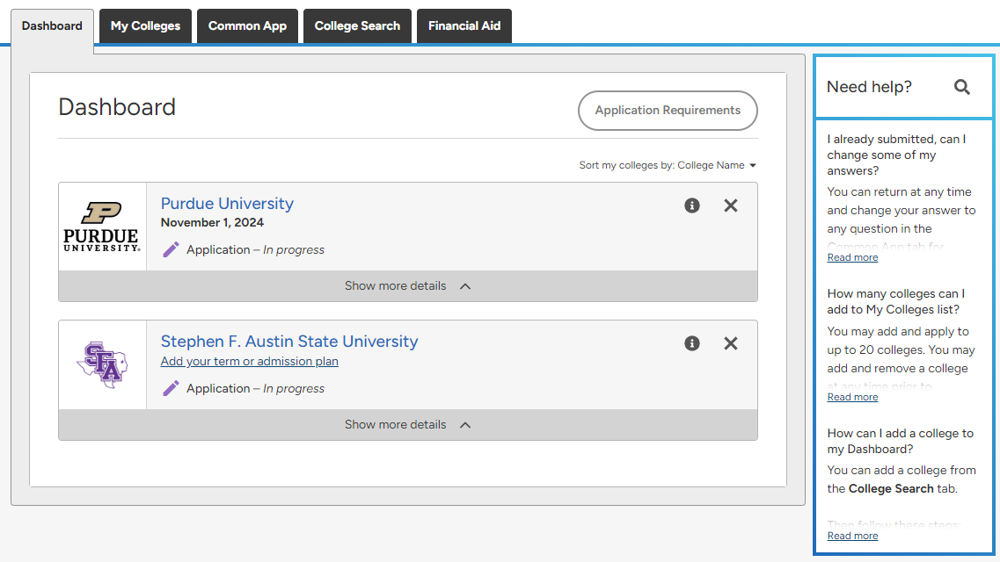 Dashboard
My Colleges
Common App
College Search
Financial Aid
Dashboard
Application Requirements
Sort my colleges by: College Name
PURDUE
UNIVERSITY.
Purdue University
November 1, 2024
Application – In progress
Show more details
SFA
Stephen F. Austin State University
Add your term or admission plan
Application – In progress
Show more details
Need help?
I already submitted, can I
change some of my
answers?
You can return at any time
and change your answer to
any question in the
Common App tab for
Read more
How many colleges can I
add to My Colleges list?
You may add and apply to
up to 20 colleges. You may
add and remove a college
at any time prior to
Read more
How can I add a college to
my Dashboard?
You can add a college from
the College Search tab.
Then follow these steps:
Read more